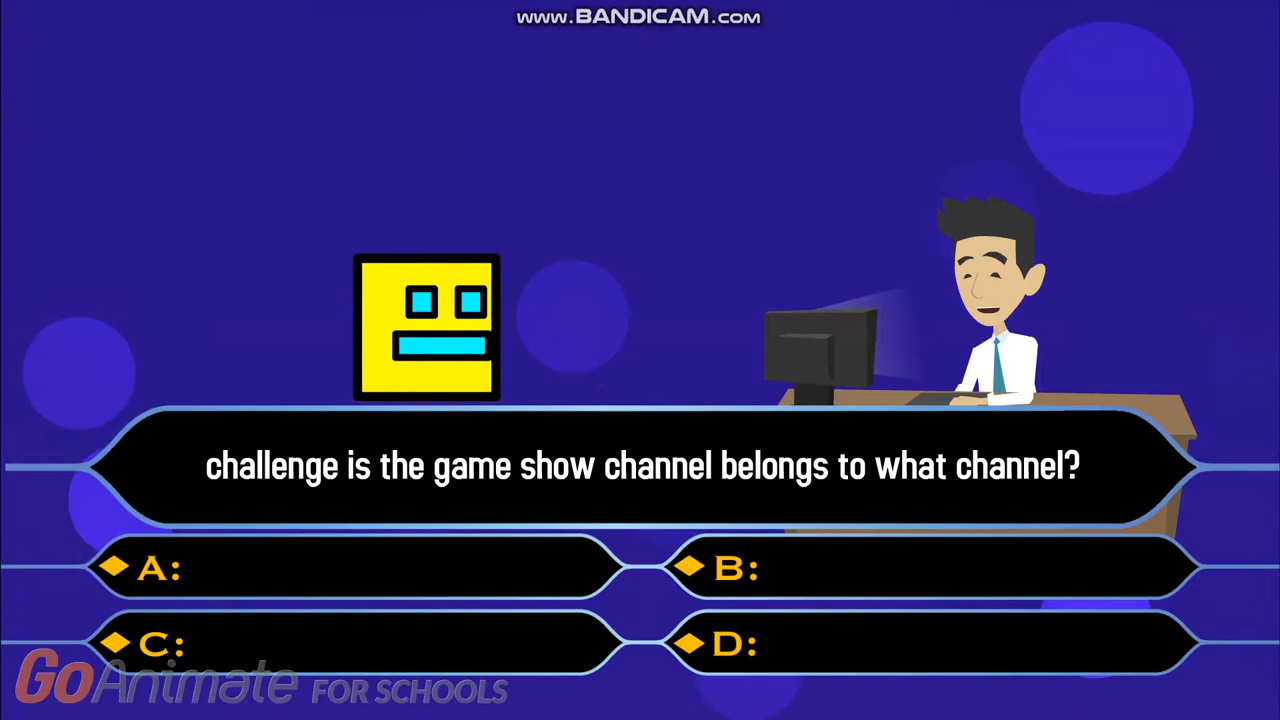 www.BANDICAM.com
challenge is the game show channel belongs to what channel?
A:
B:
C:
D:
GoAnimate FOR SCHOOLS